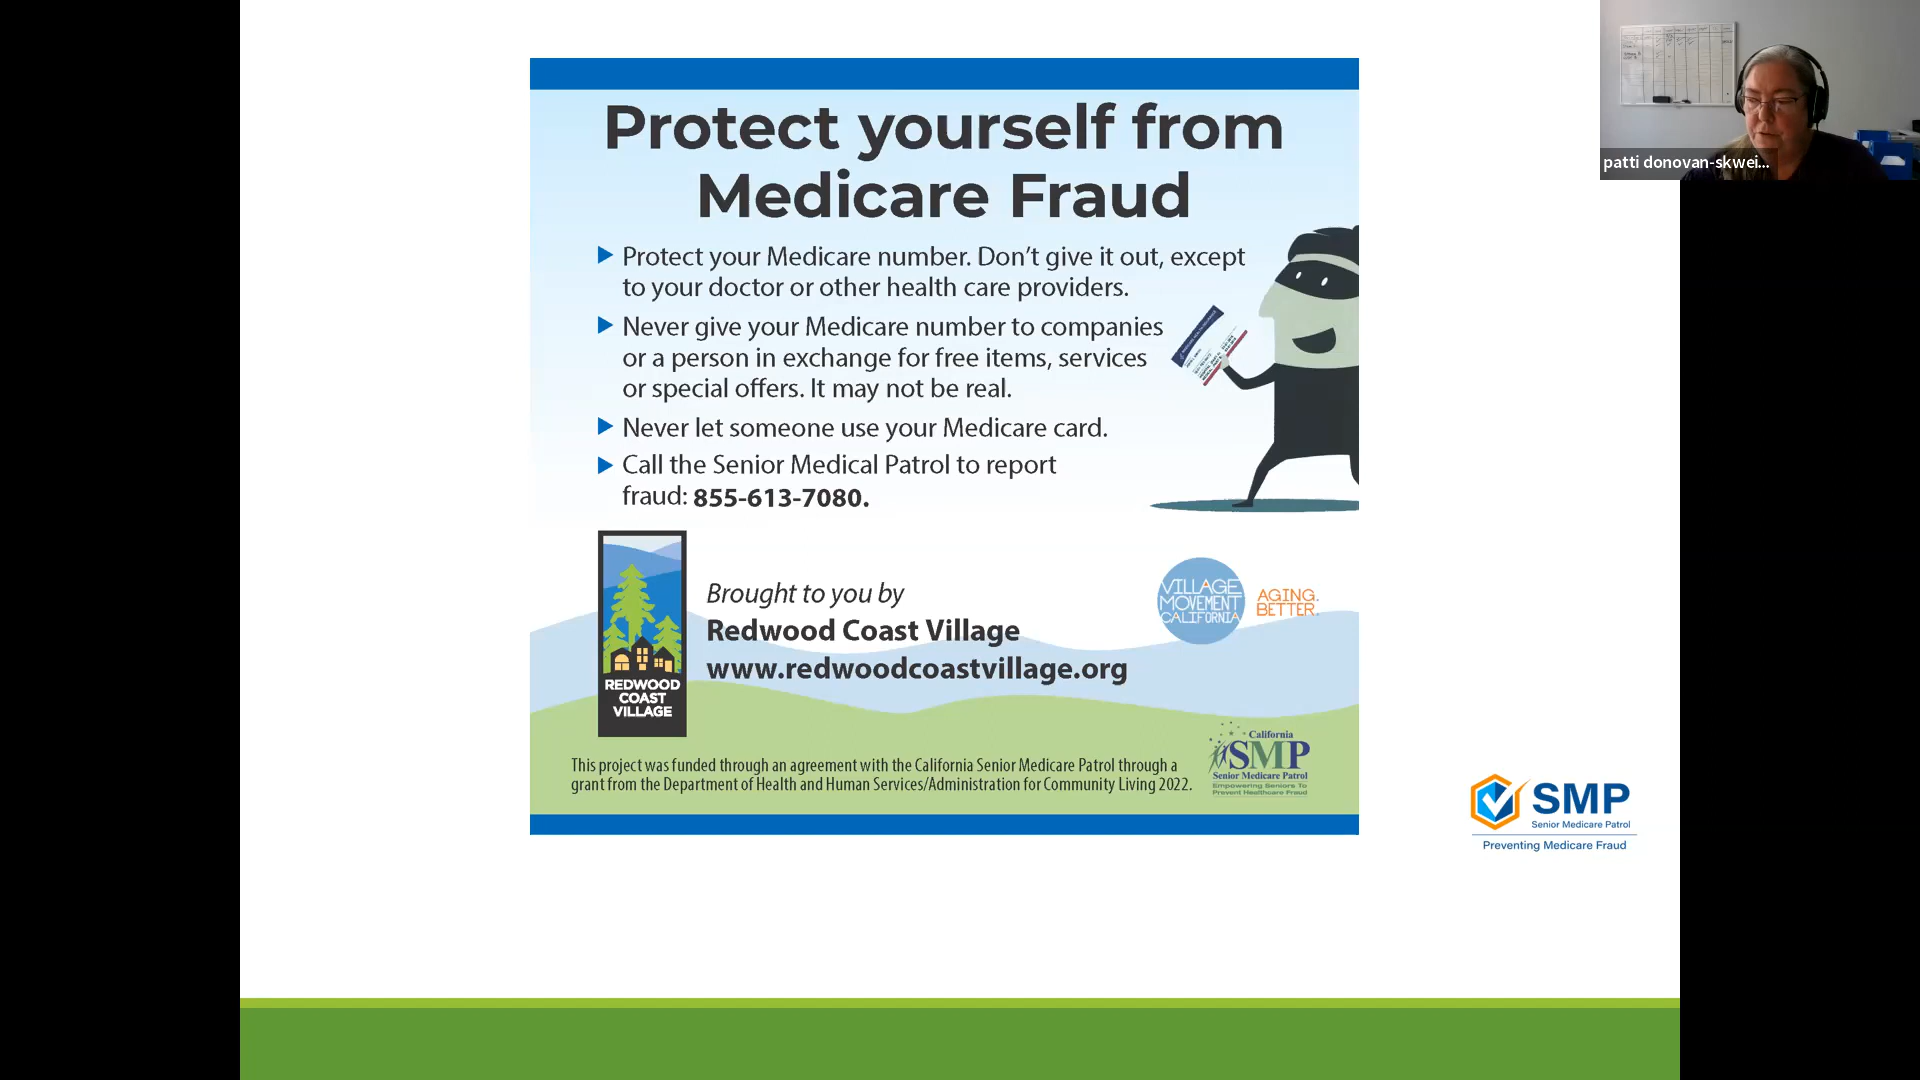 Protect yourself from
Medicare Fraud
Protect your Medicare number. Don't give it out, except
to your doctor or other health care providers.
Never give your Medicare number to companies
or a person in exchange for free items, services
or special offers. It may not be real.
Never let someone use your Medicare card.
Call the Senior Medical Patrol to report
fraud: 855-613-7080.
REDWOOD
COAST
VILLAGE
Brought to you by
Redwood Coast Village
www.redwoodcoastvillage.org
VILLAGE
MOVEMENT
CALIFORNIA
AGING.
BETTER.
This project was funded through an agreement with the California Senior Medicare Patrol through a
grant from the Department of Health and Human Services/Administration for Community Living 2022.
California
SMP
Senior Medicare Patrol
Empowering Seniors To
Prevent Healthcare Fraud
SMP
Senior Medicare Patrol
Preventing Medicare Fraud
patti donovan-skwei...